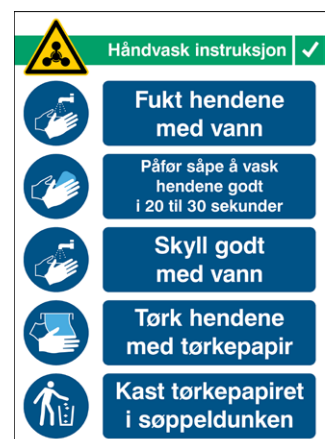 Håndvask instruksjon
Fukt hendene
med vann
Påfør såpe å vask
hendene godt
i 20 til 30 sekunder
Skyll godt
med vann
Tørk hendene
med tørkepapir
Kast tørkepapiret
i søppeldunken